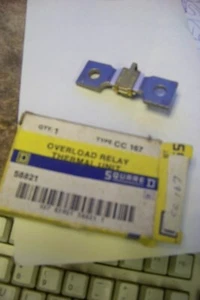 QTY. 1 TYPE CC 167
OVERLOAD RELAY
THERMAL UNIT
58821
SQUARE D